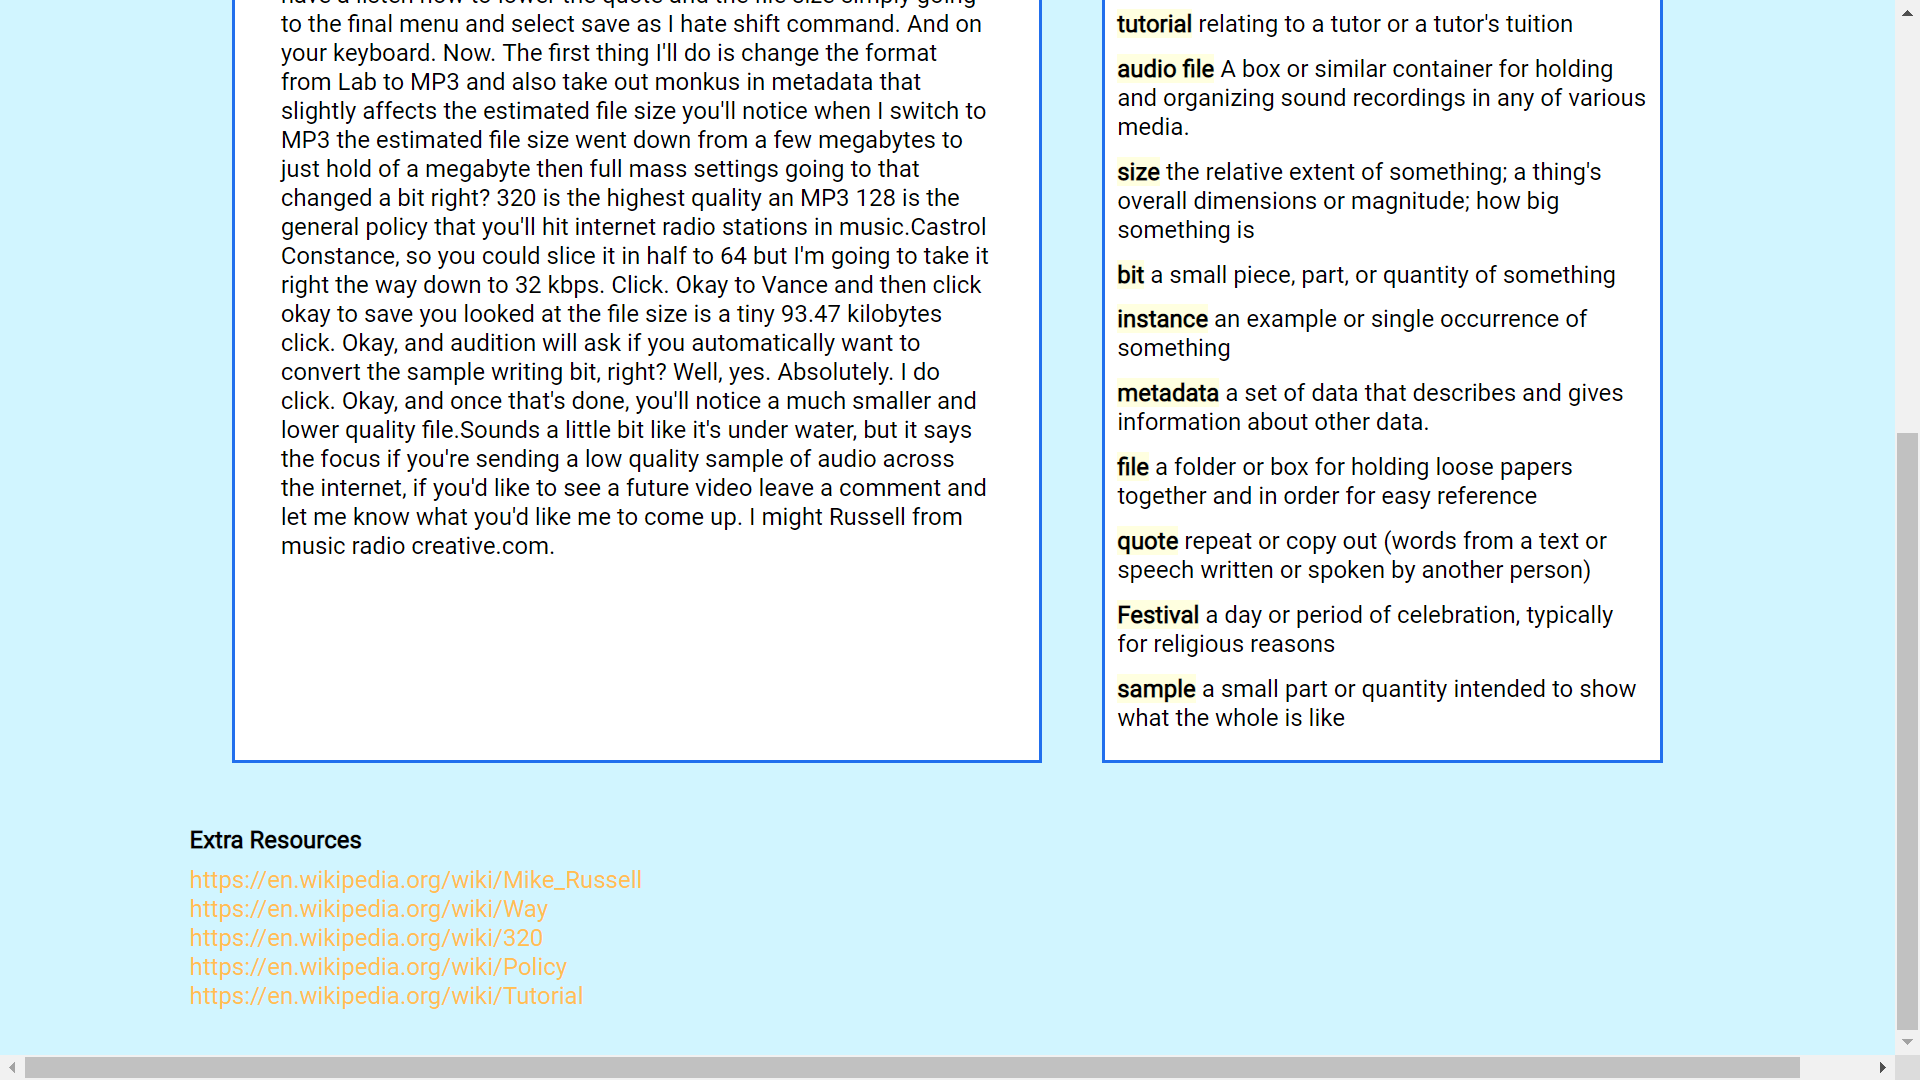 to the final menu and select save as I hate shift command. And on
your keyboard. Now. The first thing I'll do is change the format
from Lab to MP3 and also take out monkus in metadata that
slightly affects the estimated file size you'll notice when I switch to
MP3 the estimated file size went down from a few megabytes to
just hold of a megabyte then full mass settings going to that
changed a bit right? 320 is the highest quality an MP3 128 is the
general policy that you'll hit internet radio stations in music.Castrol
Constance, so you could slice it in half to 64 but I'm going to take it
right the way down to 32 kbps. Click. Okay to Vance and then click
okay to save you looked at the file size is a tiny 93.47 kilobytes
click. Okay, and audition will ask if you automatically want to
convert the sample writing bit, right? Well, yes. Absolutely. I do
click. Okay, and once that's done, you'll notice a much smaller and
lower quality file.Sounds a little bit like it's under water, but it says
the focus if you're sending a low quality sample of audio across
the internet, if you'd like to see a future video leave a comment and
let me know what you'd like me to come up. I might Russell from
music radio creative.com.
tutorial relating to a tutor or a tutor's tuition
audio file A box or similar container for holding
and organizing sound recordings in any of various
media.
size the relative extent of something; a thing's
overall dimensions or magnitude; how big
something is
bit a small piece, part, or quantity of something
instance an example or single occurrence of
something
metadata a set of data that describes and gives
information about other data.
file a folder or box for holding loose papers
together and in order for easy reference
quote repeat or copy out (words from a text or
speech written or spoken by another person)
Festival a day or period of celebration, typically
for religious reasons
sample a small part or quantity intended to show
what the whole is like
Extra Resources
https://en.wikipedia.org/wiki/Mike_Russell
https://en.wikipedia.org/wiki/Way
https://en.wikipedia.org/wiki/320
https://en.wikipedia.org/wiki/Policy
https://en.wikipedia.org/wiki/Tutorial